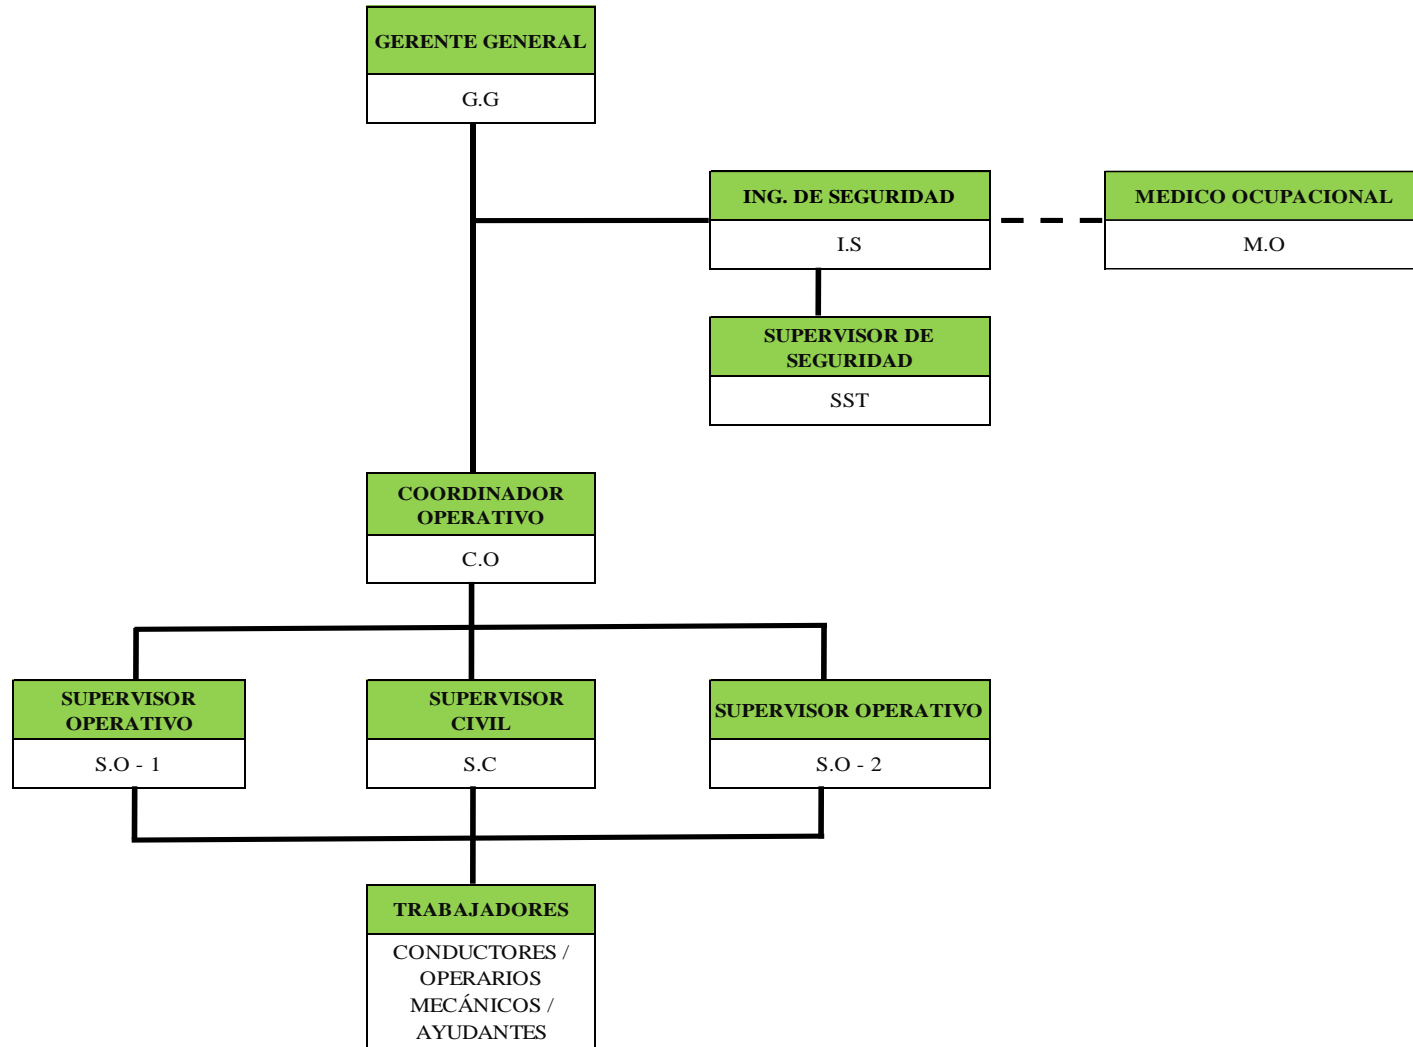 GERENTE GENERAL
G.G
ING. DE SEGURIDAD
I.S
MEDICO OCUPACIONAL
M.O
SUPERVISOR DE
SEGURIDAD
SST
COORDINADOR
OPERATIVO
C.O
SUPERVISOR
OPERATIVO
S.O - 1
SUPERVISOR
CIVIL
S.C
SUPERVISOR OPERATIVO
S.O - 2
TRABAJADORES
CONDUCTORES /
OPERARIOS
MECÁNICOS /
AYUDANTES